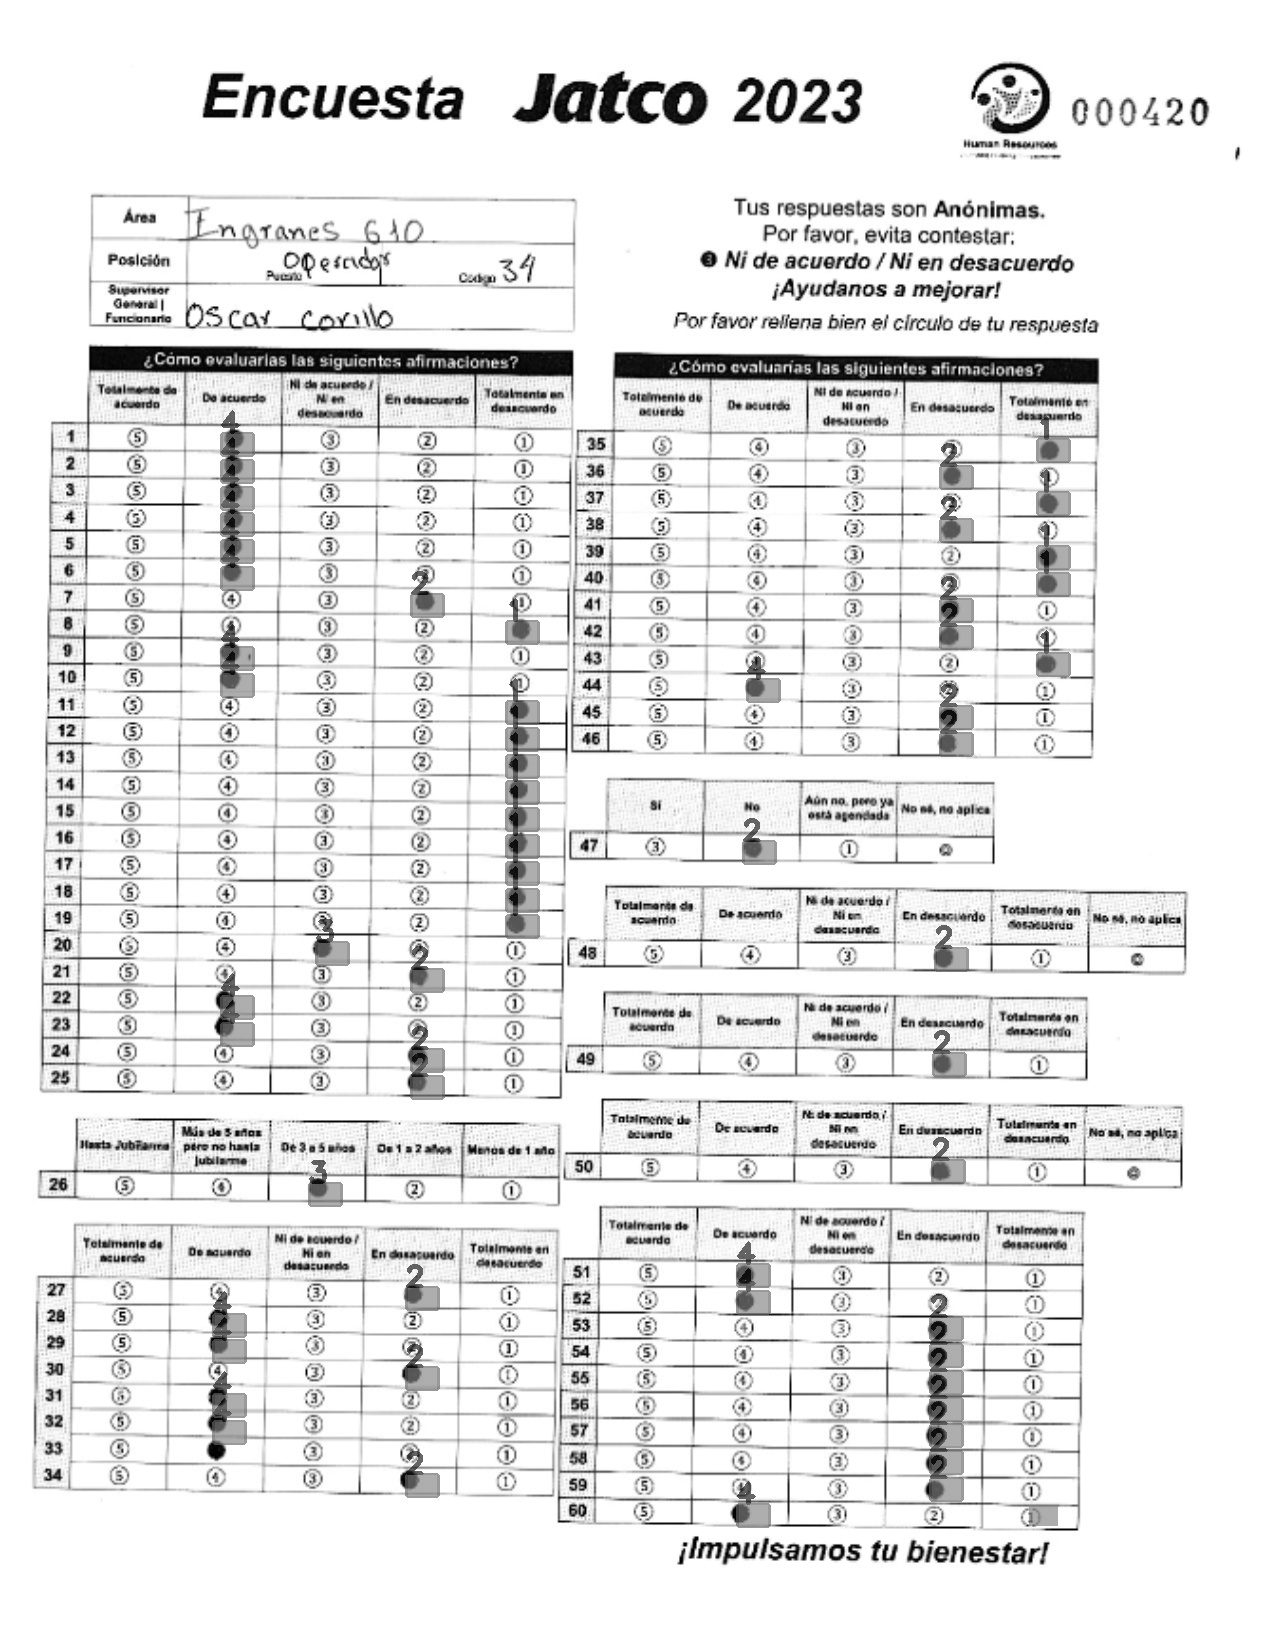 Encuesta Jatco 2023
Human Resources
000420
Área Ingranes 610
Posición Operador Puesto Codigo 34
Supervisor General | Funcionario Oscar Corillo
Tus respuestas son Anónimas.
Por favor, evita contestar:
❸ Ni de acuerdo / Ni en desacuerdo
¡Ayudanos a mejorar!
Por favor rellena bien el círculo de tu respuesta
¿Cómo evaluarías las siguientes afirmaciones?
Totalmente de acuerdo De acuerdo Ni de acuerdo / Ni en desacuerdo En desacuerdo Totalmente en desacuerdo
1 ⑤ 4 ③ ② ①
2 ⑤ 4 ③ ② ①
3 ⑤ 4 ③ ② ①
4 ⑤ 4 ③ ② ①
5 ⑤ 4 ③ ② ①
6 ⑤ ③ ② ①
7 ⑤ ④ ③ 2 ①
8 ⑤ ④ ③ ② 1
9 ⑤ 4 ③ ② ①
10 ⑤ 4 ③ ② ①
11 ⑤ ④ ③ ② 1
12 ⑤ ④ ③ ② 1
13 ⑤ ④ ③ ② 1
14 ⑤ ④ ③ ② 1
15 ⑤ ④ ③ ② 1
16 ⑤ ④ ③ ② 1
17 ⑤ ④ ③ ② 1
18 ⑤ ④ ③ ② 1
19 ⑤ ④ ③ ② 1
20 ⑤ ④ 3 ② ①
21 ⑤ ④ ③ 2 ①
22 ⑤ 4 ③ ② ①
23 ⑤ 4 ③ ② ①
24 ⑤ ④ ③ 2 ①
25 ⑤ ④ ③ 2 ①
Hasta Jubilarme Más de 5 años pero no hasta jubilarme De 3 a 5 años De 1 a 2 años Menos de 1 año
26 ⑤ ④ 3 ② ①
Totalmente de acuerdo De acuerdo Ni de acuerdo / Ni en desacuerdo En desacuerdo Totalmente en desacuerdo
27 ⑤ ④ ③ 2 ①
28 ⑤ 4 ③ ② ①
29 ⑤ 4 ③ ② ①
30 ⑤ ④ ③ 2 ①
31 ⑤ 4 ③ ② ①
32 ⑤ 4 ③ ② ①
33 ⑤ ③ ② ①
34 ⑤ ④ ③ 2 ①
¿Cómo evaluarías las siguientes afirmaciones?
Totalmente de acuerdo De acuerdo Ni de acuerdo / Ni en desacuerdo En desacuerdo Totalmente en desacuerdo
35 ⑤ ④ ③ ② 1
36 ⑤ ④ ③ 2 ①
37 ⑤ ④ ③ ② 1
38 ⑤ ④ ③ 2 ①
39 ⑤ ④ ③ ② 1
40 ⑤ ④ ③ ② 1
41 ⑤ ④ ③ 2 ①
42 ⑤ ④ ③ 2 ①
43 ⑤ ④ ③ ② 1
44 ⑤ 4 ③ ② ①
45 ⑤ ④ ③ 2 ①
46 ⑤ ④ ③ 2 ①
Sí No Aún no, pero ya está agendada No sé, no aplica
47 ③ 2 ① ⓪
Totalmente de acuerdo De acuerdo Ni de acuerdo / Ni en desacuerdo En desacuerdo Totalmente en desacuerdo No sé, no aplica
48 ⑤ ④ ③ 2 ① ⓪
Totalmente de acuerdo De acuerdo Ni de acuerdo / Ni en desacuerdo En desacuerdo Totalmente en desacuerdo
49 ⑤ ④ ③ 2 ①
Totalmente de acuerdo De acuerdo Ni de acuerdo / Ni en desacuerdo En desacuerdo Totalmente en desacuerdo No sé, no aplica
50 ⑤ ④ ③ 2 ① ⓪
Totalmente de acuerdo De acuerdo Ni de acuerdo / Ni en desacuerdo En desacuerdo Totalmente en desacuerdo
51 ⑤ 4 ③ ② ①
52 ⑤ 4 ③ ② ①
53 ⑤ ④ ③ 2 ①
54 ⑤ ④ ③ 2 ①
55 ⑤ ④ ③ 2 ①
56 ⑤ ④ ③ 2 ①
57 ⑤ ④ ③ 2 ①
58 ⑤ ④ ③ 2 ①
59 ⑤ ④ ③ 2 ①
60 ⑤ 4 ③ ② ①
¡Impulsamos tu bienestar!